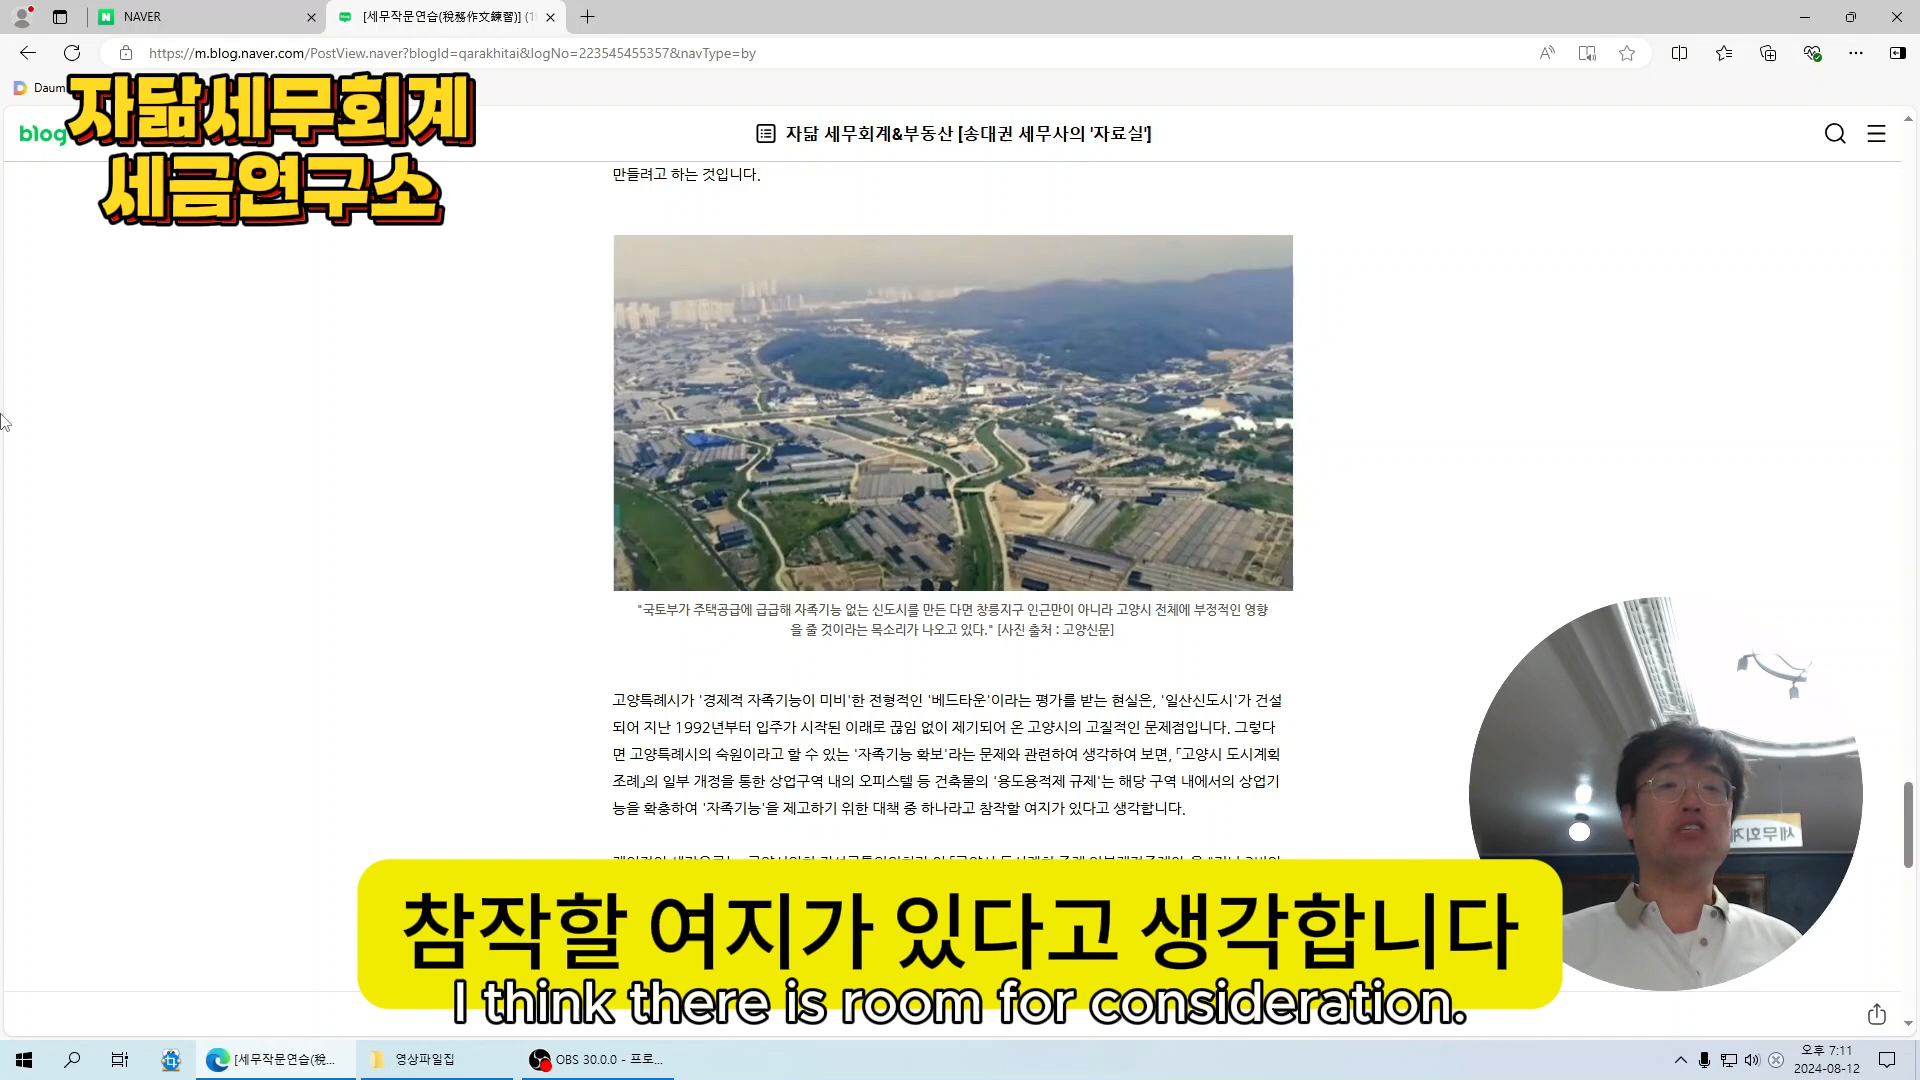 NAVER
[세무작문연습(稅務作文鍊習)] (1
https://m.blog.naver.com/PostView.naver?blogId=qarakhitai&logNo=223545455357&navType=by
Daum
자닮세무회계
세금연구소
blog
자닮 세무회계&부동산 [송대권 세무사의 '자료실']
만들려고 하는 것입니다.
"국토부가 주택공급에 급급해 자족기능 없는 신도시를 만든 다면 창릉지구 인근만이 아니라 고양시 전체에 부정적인 영향
을 줄 것이라는 목소리가 나오고 있다." [사진 출처 : 고양신문]
고양특례시가 '경제적 자족기능이 미비'한 전형적인 '베드타운'이라는 평가를 받는 현실은, '일산신도시'가 건설
되어 지난 1992년부터 입주가 시작된 이래로 끊임 없이 제기되어 온 고양시의 고질적인 문제점입니다. 그렇다
면 고양특례시의 숙원이라고 할 수 있는 '자족기능 확보'라는 문제와 관련하여 생각하여 보면, 「고양시 도시계획
조례」의 일부 개정을 통한 상업구역 내의 오피스텔 등 건축물의 '용도용적제 규제'는 해당 구역 내에서의 상업기
능을 확충하여 '자족기능'을 제고하기 위한 대책 중 하나라고 참작할 여지가 있다고 생각합니다.
세무회계
참작할 여지가 있다고 생각합니다
I think there is room for consideration.
[세무작문연습(稅...
영상파일집
OBS 30.0.0 - 프로...
오후 7:11
2024-08-12